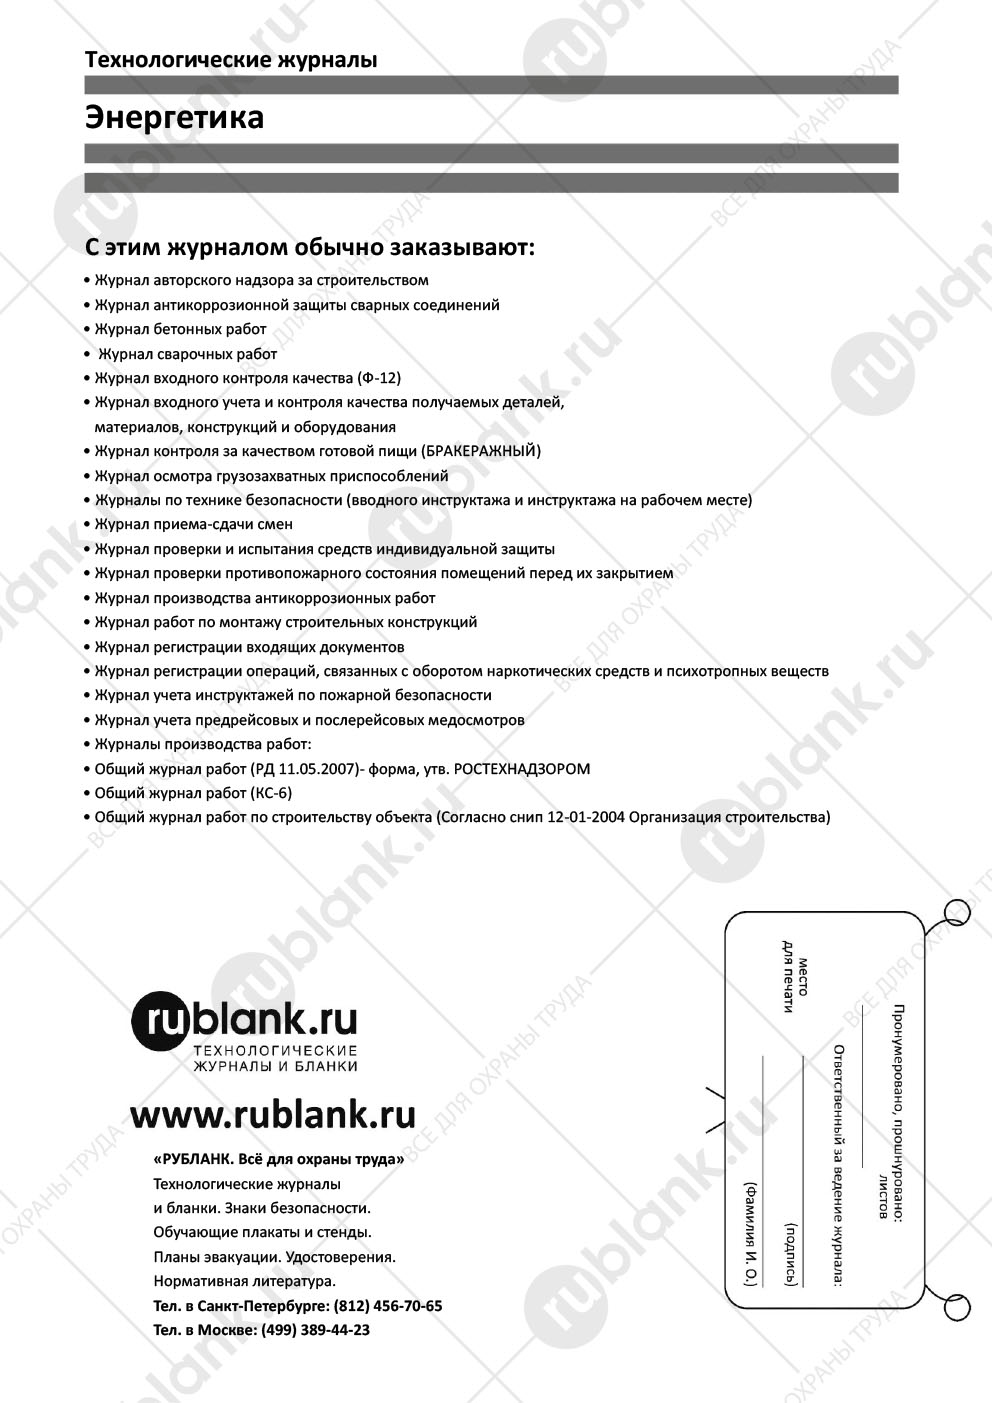 Технологические журналы
Энергетика
С этим журналом обычно заказывают:
• Журнал авторского надзора за строительством
• Журнал антикоррозионной защиты сварных соединений
• Журнал бетонных работ
• Журнал сварочных работ
• Журнал входного контроля качества (Ф-12)
• Журнал входного учета и контроля качества получаемых деталей,
материалов, конструкций и оборудования
• Журнал контроля за качеством готовой пищи (БРАКЕРАЖНЫЙ)
• Журнал осмотра грузозахватных приспособлений
• Журналы по технике безопасности (вводного инструктажа и инструктажа на рабочем месте)
• Журнал приема-сдачи смен
• Журнал проверки и испытания средств индивидуальной защиты
• Журнал проверки противопожарного состояния помещений перед их закрытием
• Журнал производства антикоррозионных работ
• Журнал работ по монтажу строительных конструкций
• Журнал регистрации входящих документов
• Журнал регистрации операций, связанных с оборотом наркотических средств и психотропных веществ
• Журнал учета инструктажей по пожарной безопасности
• Журнал учета предрейсовых и послерейсовых медосмотров
• Журналы производства работ:
• Общий журнал работ (РД 11.05.2007)- форма, утв. РОСТЕХНАДЗОРОМ
• Общий журнал работ (КС-6)
• Общий журнал работ по строительству объекта (Согласно снип 12-01-2004 Организация строительства)
rublank.ru
ТЕХНОЛОГИЧЕСКИЕ
ЖУРНАЛЫ И БЛАНКИ
www.rublank.ru
«РУБЛАНК. Всё для охраны труда»
Технологические журналы
и бланки. Знаки безопасности.
Обучающие плакаты и стенды.
Планы эвакуации. Удостоверения.
Нормативная литература.
Тел. в Санкт-Петербурге: (812) 456-70-65
Тел. в Москве: (499) 389-44-23
Пронумеровано, прошнуровано:
листов
Ответственный за ведение журнала:
место
для печати
(подпись)
(Фамилия И. О.)
rublank.ru
ВСЕ ДЛЯ ОХРАНЫ ТРУДА